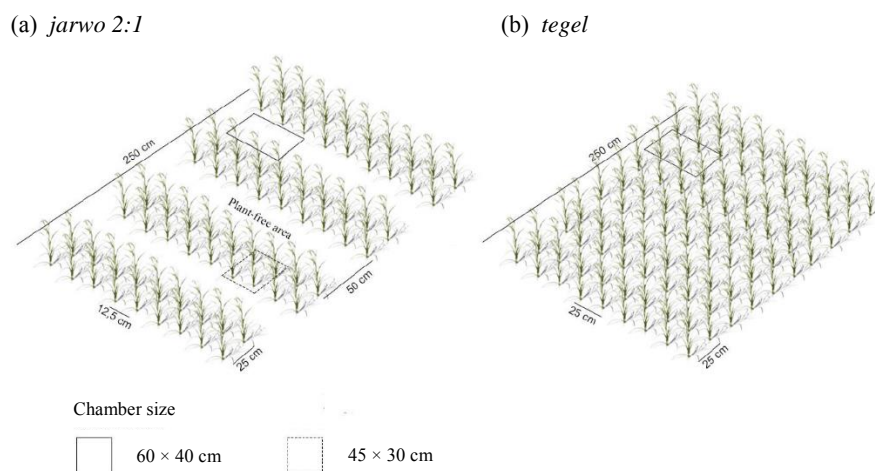 (a) jarwo 2:1
(b) tegel
250 cm
Plant-free area
50 cm
12,5 cm
25 cm
250 cm
25 cm
25 cm
Chamber size
60 × 40 cm
45 × 30 cm